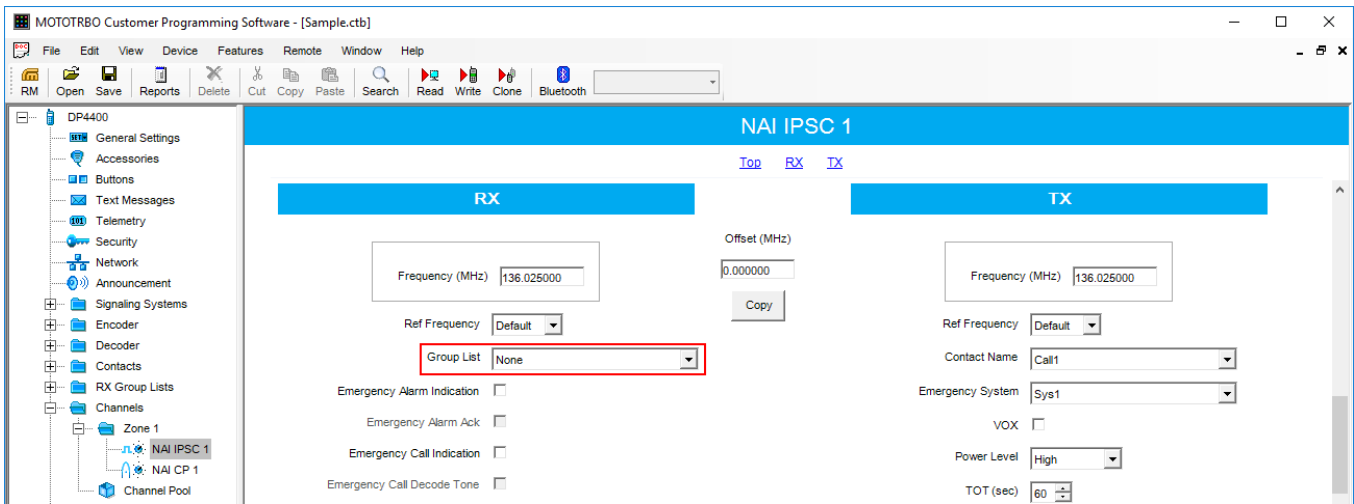 MOTOTRBO Customer Programming Software - [Sample.ctb]
File Edit View Device Features Remote Window Help
RM Open Save Reports Delete Cut Copy Paste Search Read Write Clone Bluetooth
DP4400
General Settings
Accessories
Buttons
Text Messages
Telemetry
Security
Network
Announcement
Signaling Systems
Encoder
Decoder
Contacts
RX Group Lists
Channels
Zone 1
NAI IPSC 1
NAI CP 1
Channel Pool
NAI IPSC 1
Top RX TX
RX
Frequency (MHz) 136.025000
Ref Frequency Default
Group List None
Emergency Alarm Indication
Emergency Alarm Ack
Emergency Call Indication
Emergency Call Decode Tone
Offset (MHz)
0.000000
Copy
TX
Frequency (MHz) 136.025000
Ref Frequency Default
Contact Name Call1
Emergency System Sys1
VOX
Power Level High
TOT (sec) 60